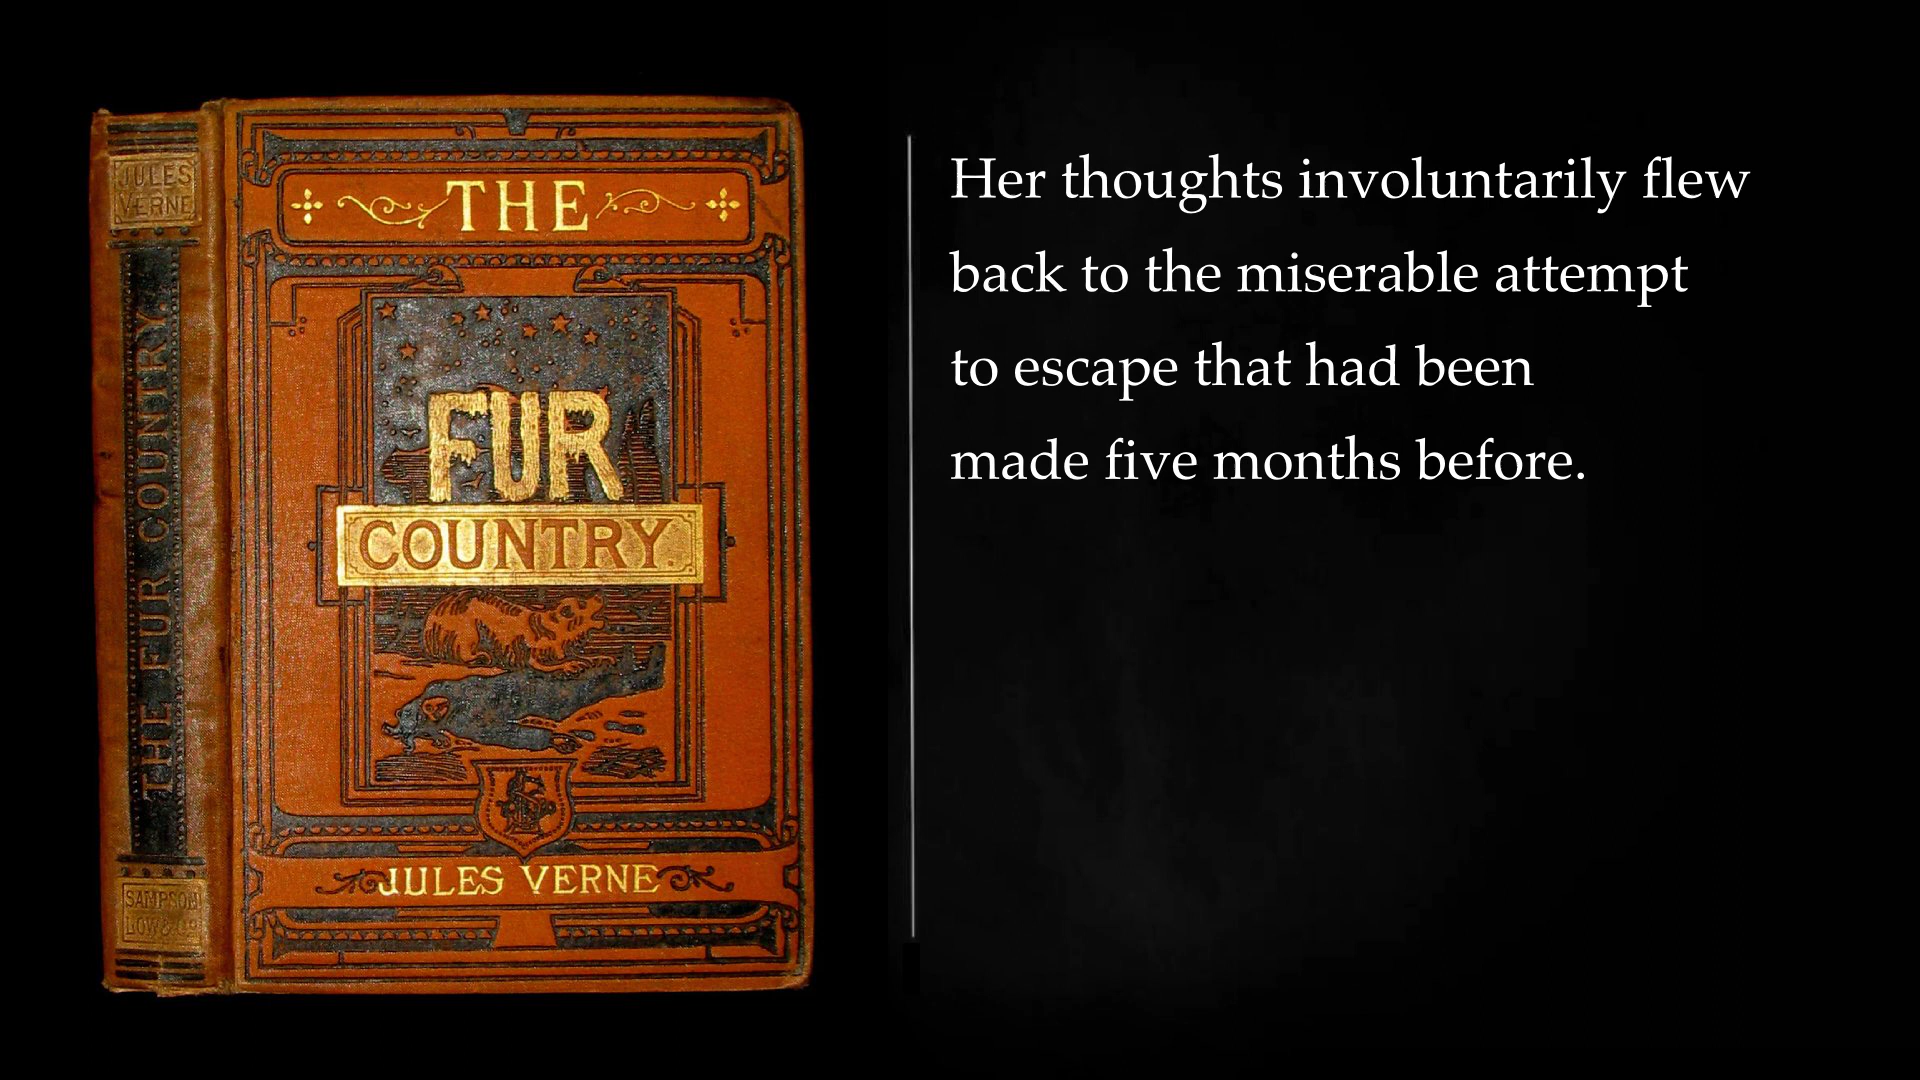 JULES
VERNE
THE FUR COUNTRY.
SAMPSON
LOW & Co
THE
FUR
COUNTRY.
JULES VERNE
Her thoughts involuntarily flew
back to the miserable attempt
to escape that had been
made five months before.